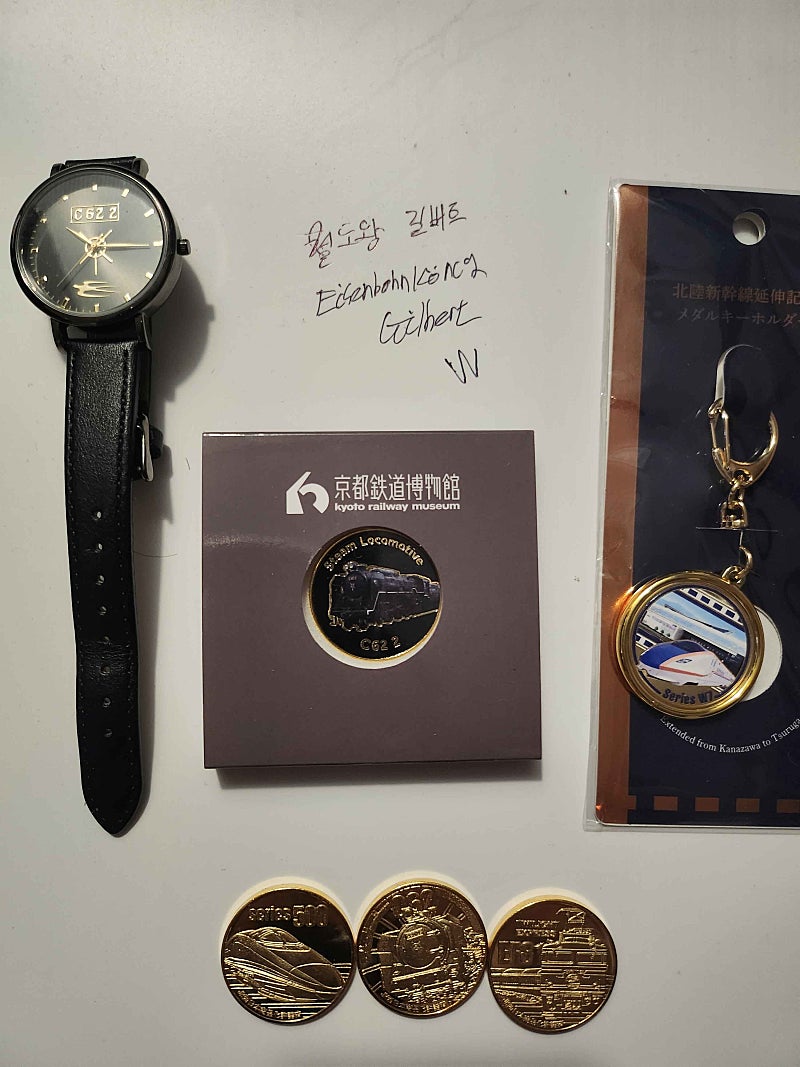 C62 2
철도왕 길버트
Eisenbahnkönig
Gilbert
W
北陸新幹線延伸記
メダルキーホルダー
京都鉄道博物館
kyoto railway museum
Steam Locomotive
C62 2
Series W7
Extended from Kanazawa to Tsuruga
series 500
TWILIGHT
EXPRESS